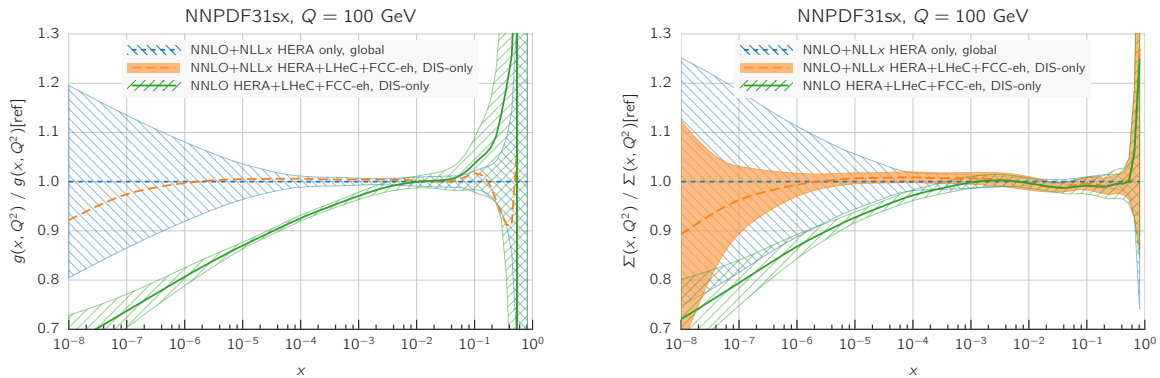 NNPDF31sx, Q = 100 GeV
NNLO+NLLx HERA only, global
NNLO+NLLx HERA+LHeC+FCC-eh, DIS-only
NNLO HERA+LHeC+FCC-eh, DIS-only
g(x, Q²) / g(x, Q²)[ref]
1.3
1.2
1.1
1.0
0.9
0.8
0.7
10⁻⁸ 10⁻⁷ 10⁻⁶ 10⁻⁵ 10⁻⁴ 10⁻³ 10⁻² 10⁻¹ 10⁰
x
NNPDF31sx, Q = 100 GeV
NNLO+NLLx HERA only, global
NNLO+NLLx HERA+LHeC+FCC-eh, DIS-only
NNLO HERA+LHeC+FCC-eh, DIS-only
Σ(x, Q²) / Σ(x, Q²)[ref]
1.3
1.2
1.1
1.0
0.9
0.8
0.7
10⁻⁸ 10⁻⁷ 10⁻⁶ 10⁻⁵ 10⁻⁴ 10⁻³ 10⁻² 10⁻¹ 10⁰
x